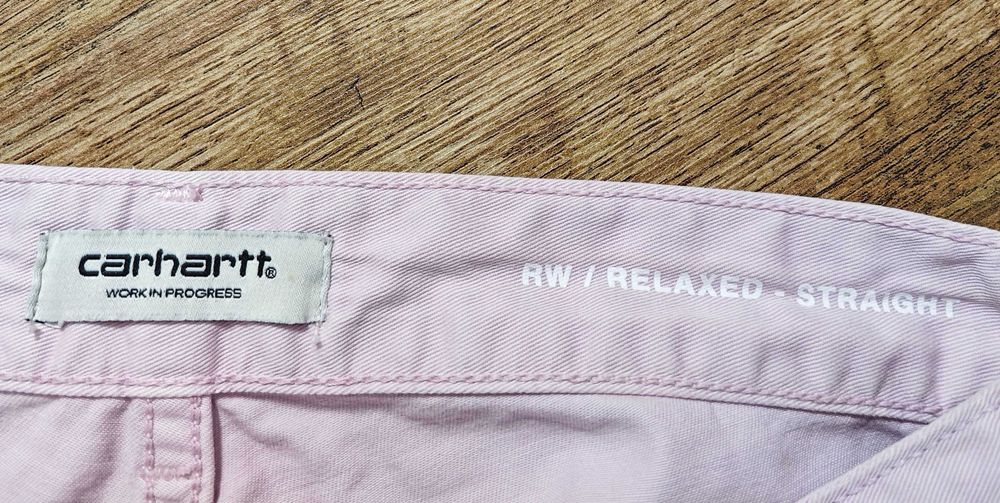 carhartt®
WORK IN PROGRESS
RW / RELAXED - STRAIGHT